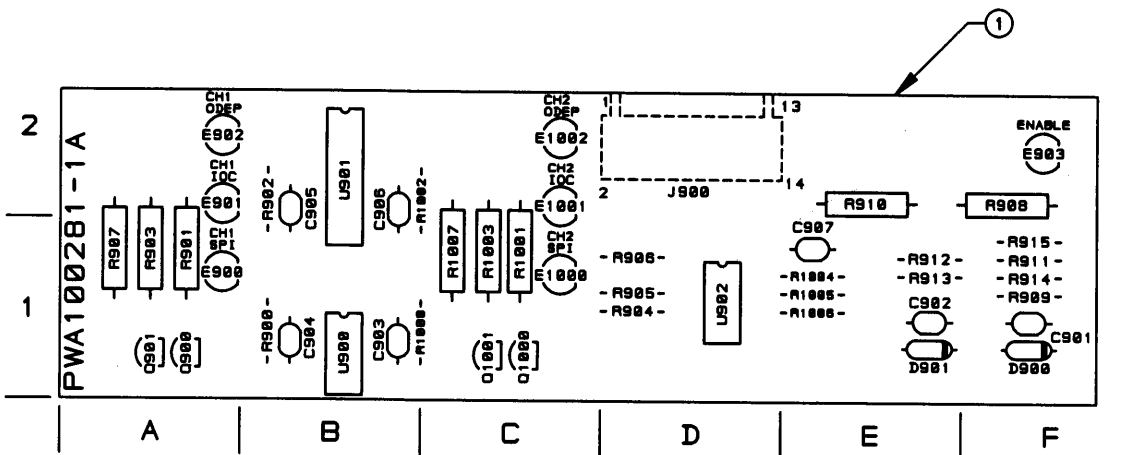 1
2
1
PWA100281-1A
CH1
ODEP
E902
CH1
IOC
E901
CH1
SPI
E900
R907
R903
R901
Q901
Q900
-R902-
C905
U901
C906
-R1002-
-R900-
C904
U900
C903
-R1000-
CH2
ODEP
E1002
CH2
IOC
E1001
CH2
SPI
E1000
R1007
R1003
R1001
Q1001
Q1000
1
13
2
J900
14
-R906-
-R905-
-R904-
U902
ENABLE
E903
R910
R908
C907
-R1004-
-R1005-
-R1006-
-R912-
-R913-
C902
D901
-R915-
-R911-
-R914-
-R909-
C901
D900
A
B
C
D
E
F